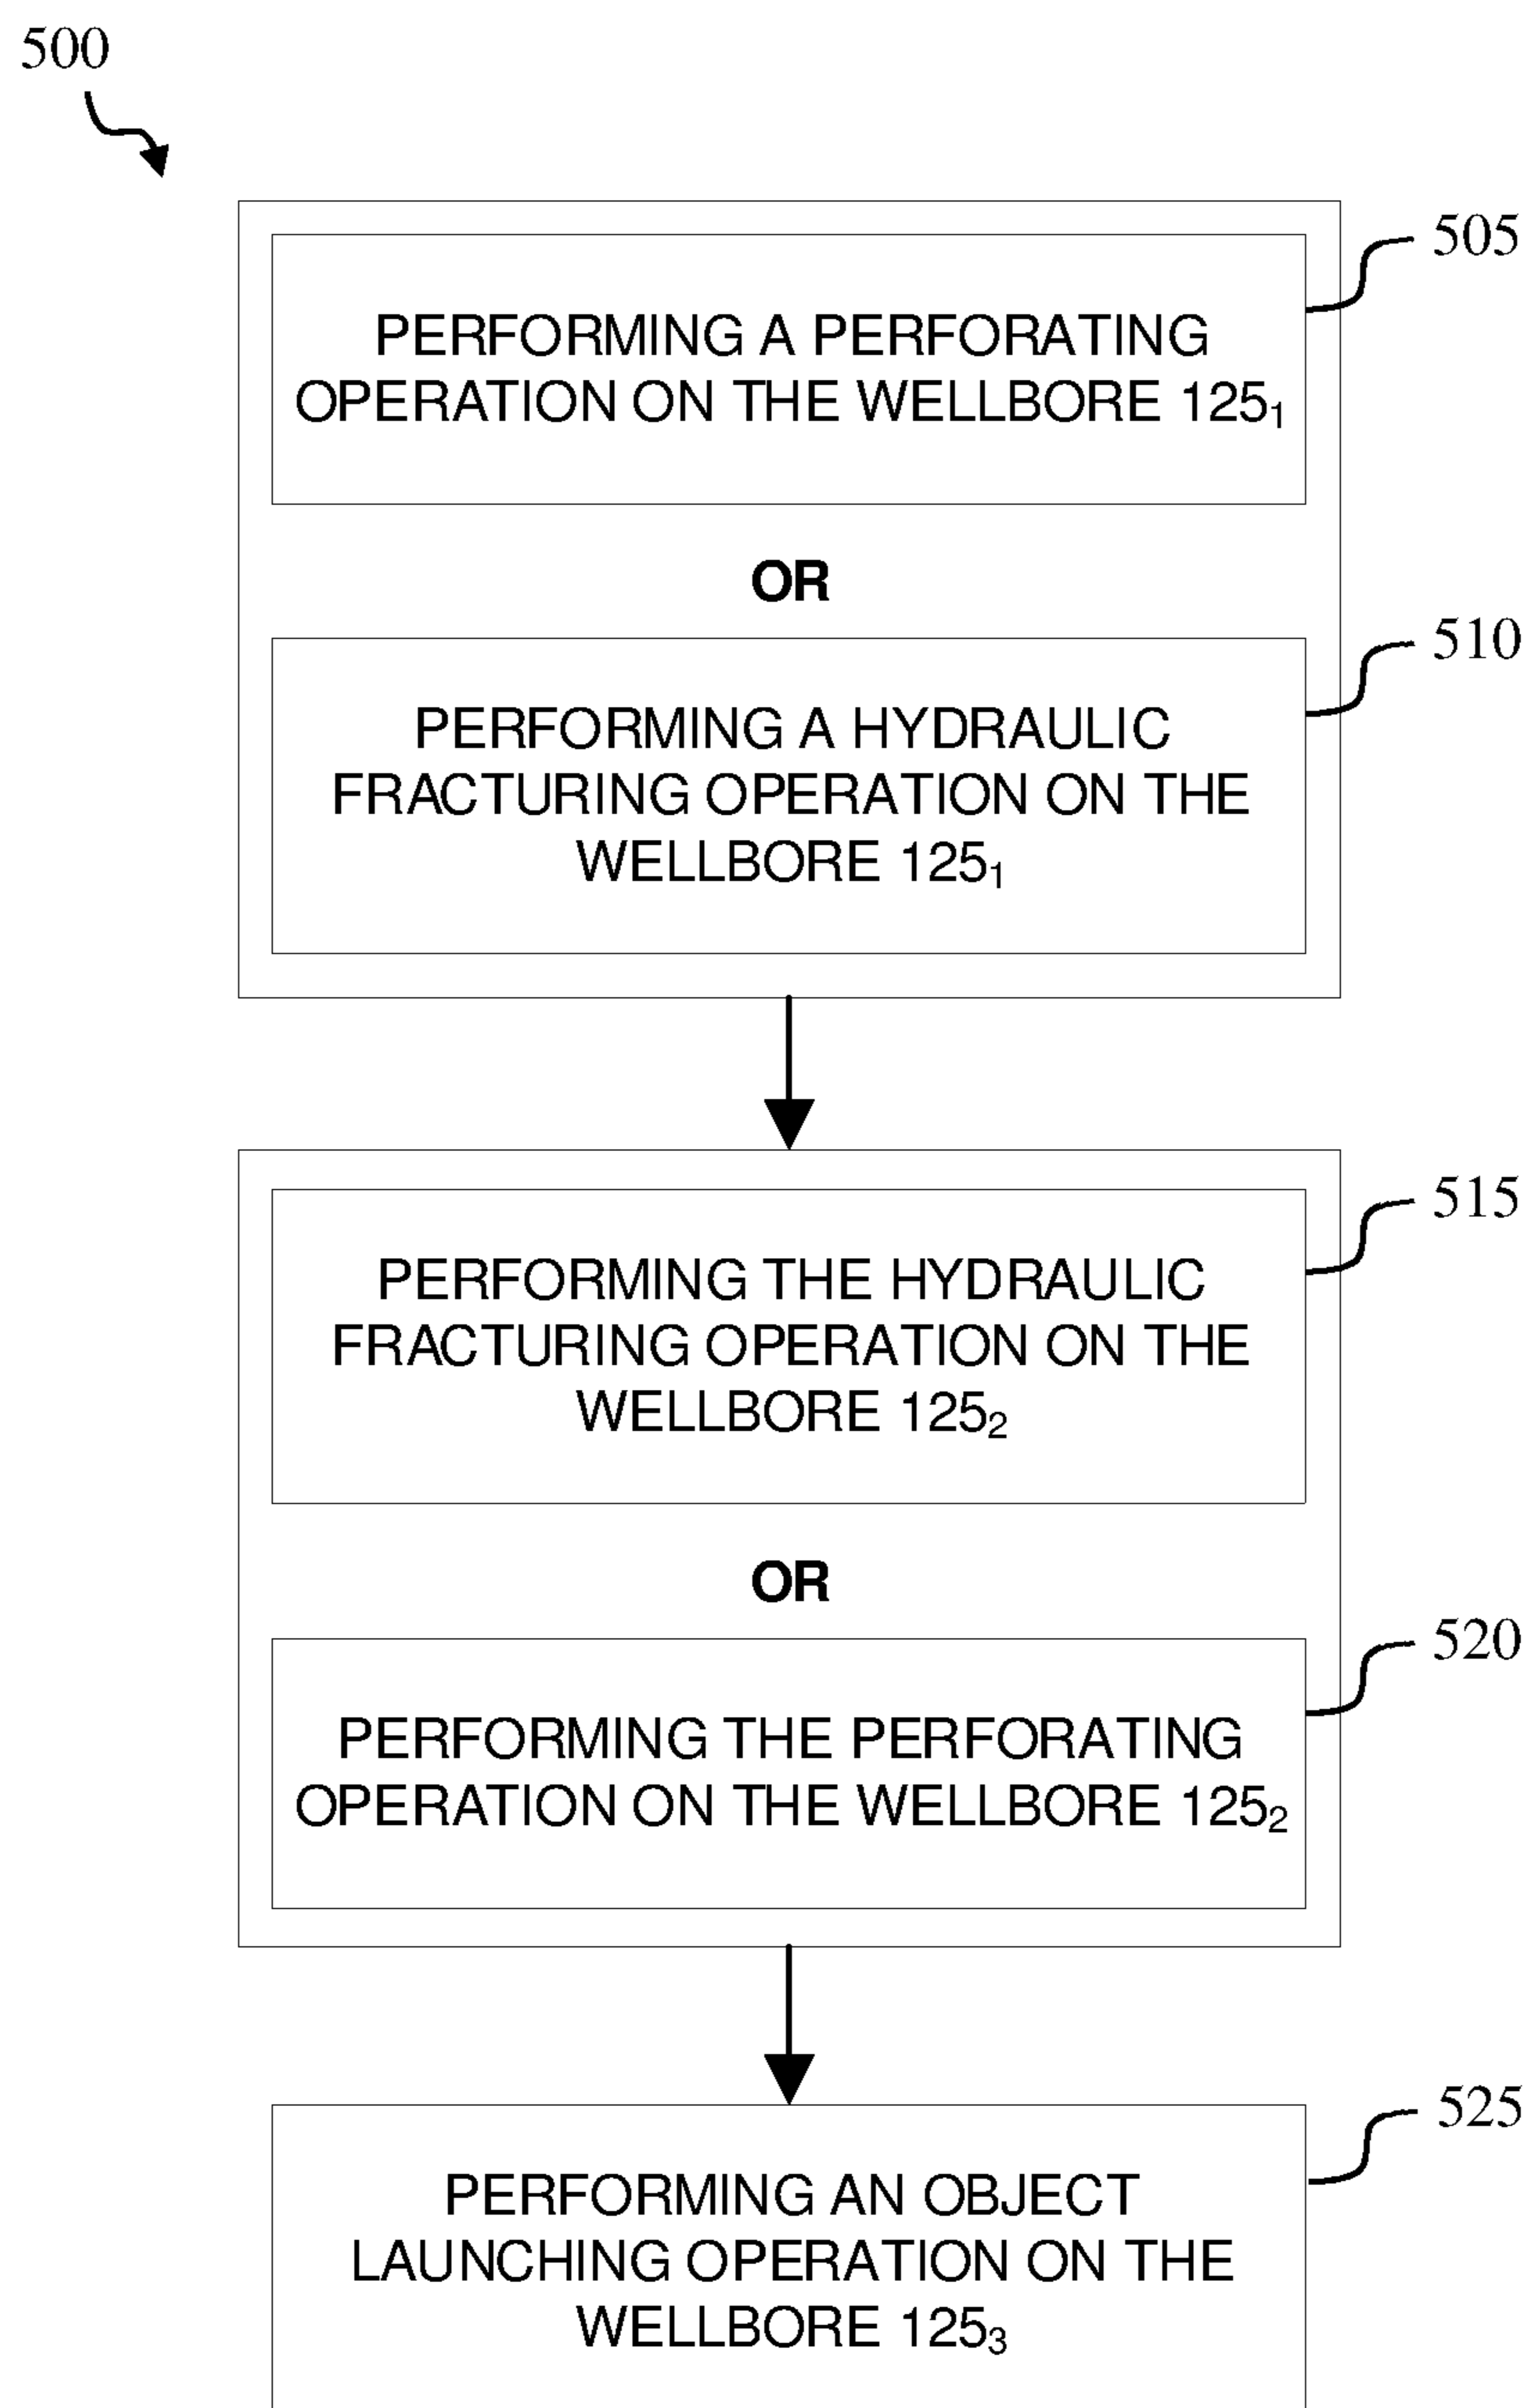 500
505
PERFORMING A PERFORATING
OPERATION ON THE WELLBORE 125₁
OR
510
PERFORMING A HYDRAULIC
FRACTURING OPERATION ON THE
WELLBORE 125₁
515
PERFORMING THE HYDRAULIC
FRACTURING OPERATION ON THE
WELLBORE 125₂
OR
520
PERFORMING THE PERFORATING
OPERATION ON THE WELLBORE 125₂
525
PERFORMING AN OBJECT
LAUNCHING OPERATION ON THE
WELLBORE 125₃